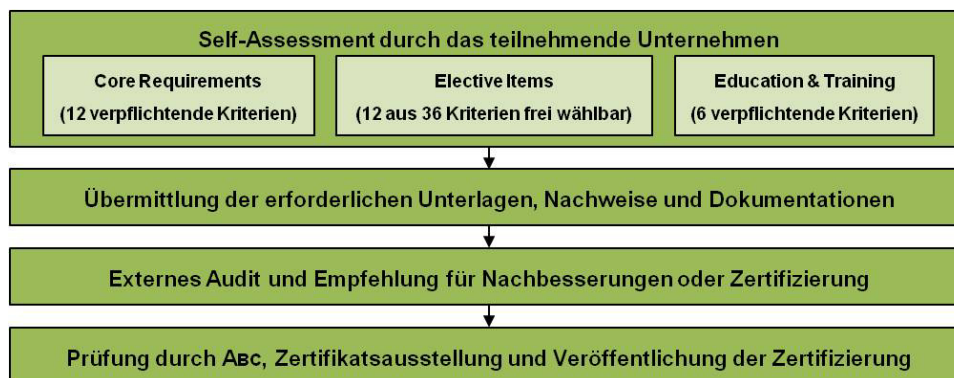 Self-Assessment durch das teilnehmende Unternehmen
Core Requirements
(12 verpflichtende Kriterien)
Elective Items
(12 aus 36 Kriterien frei wählbar)
Education & Training
(6 verpflichtende Kriterien)
Übermittlung der erforderlichen Unterlagen, Nachweise und Dokumentationen
Externes Audit und Empfehlung für Nachbesserungen oder Zertifizierung
Prüfung durch ABC, Zertifikatsausstellung und Veröffentlichung der Zertifizierung